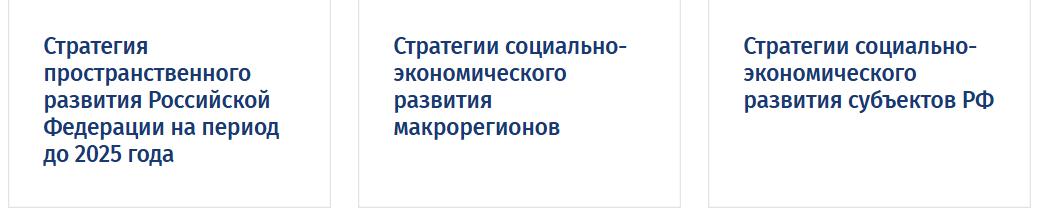 Стратегия
пространственного
развития Российской
Федерации на период
до 2025 года
Стратегии социально-
экономического
развития
макрорегионов
Стратегии социально-
экономического
развития субъектов РФ